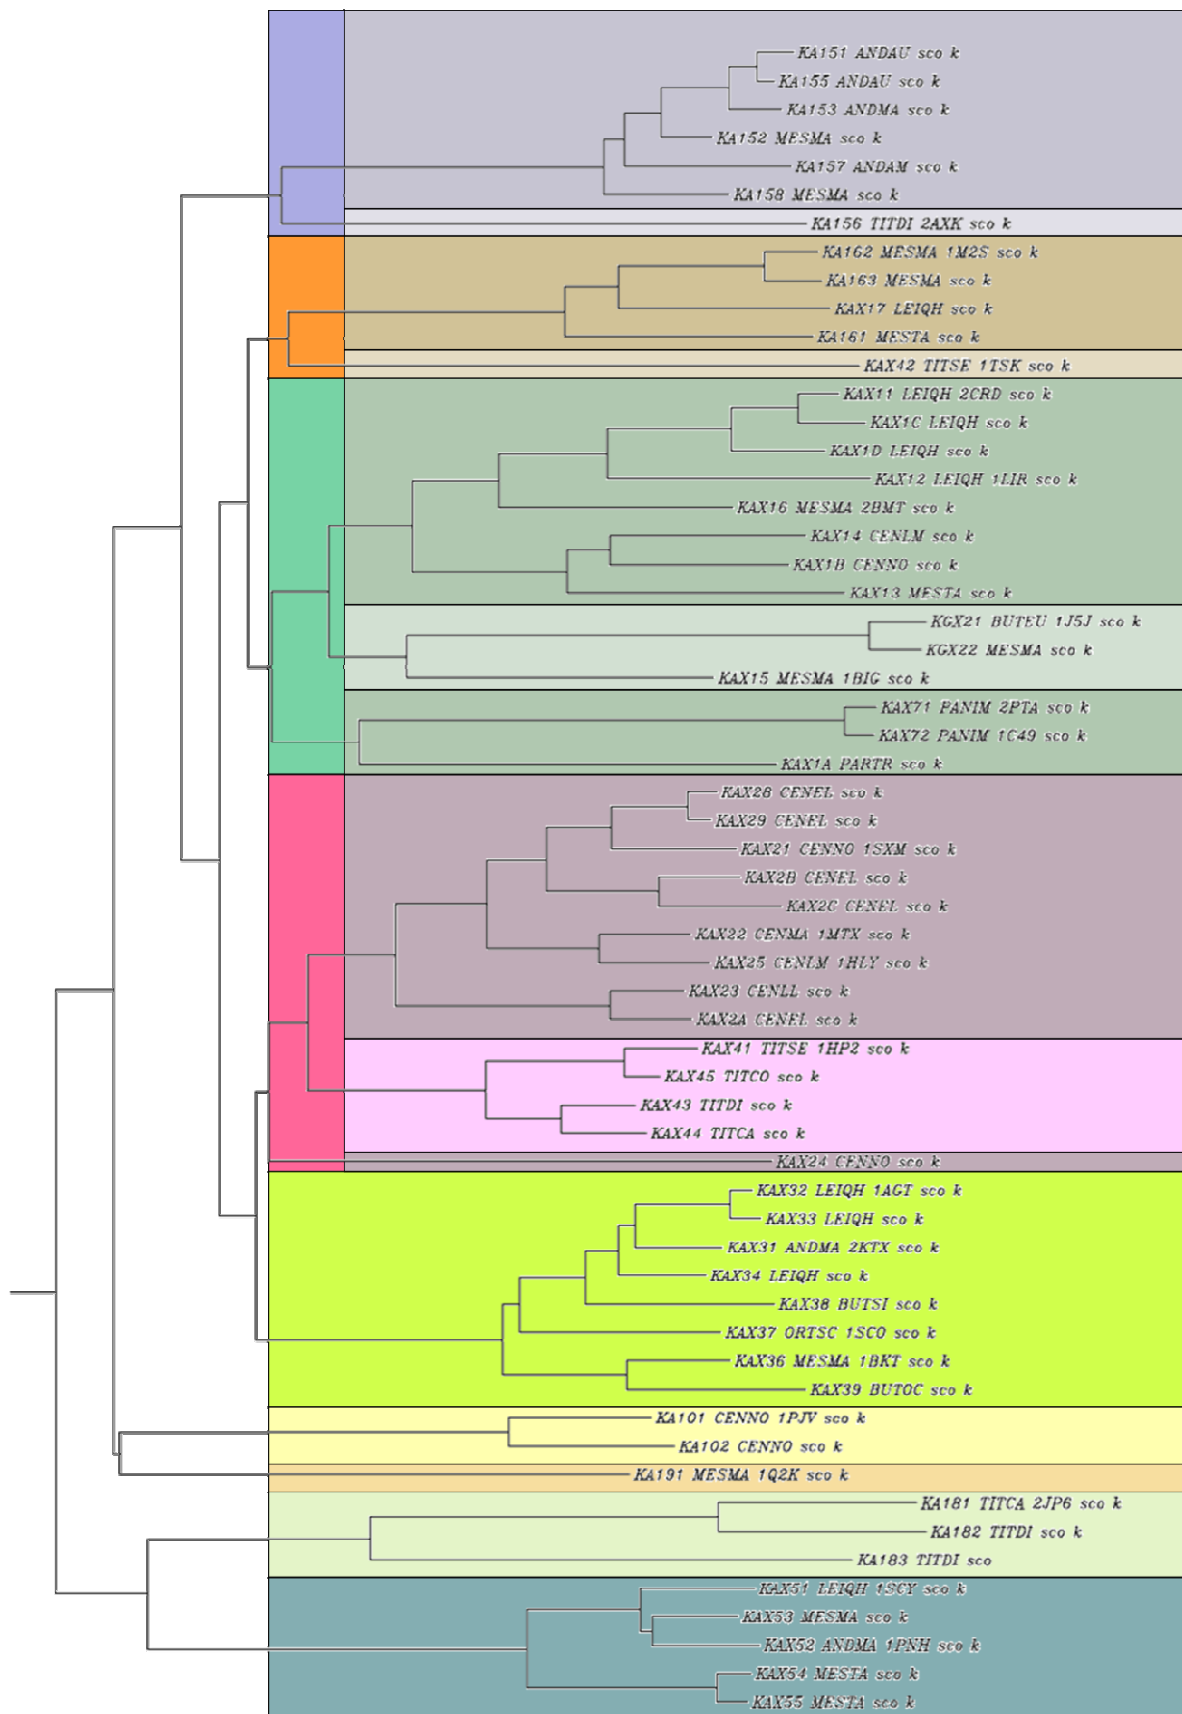 KA151 ANDAU sco k
KA155 ANDAU sco k
KA153 ANDMA sco k
KA152 MESMA sco k
KA157 ANDAM sco k
KA158 MESMA sco k
KA156 TITDI 2AXK sco k
KA162 MESMA 1M2S sco k
KA163 MESMA sco k
KAX17 LEIQH sco k
KA161 MESTA sco k
KAX42 TITSE 1TSK sco k
KAX11 LEIQH 2CRD sco k
KAX1C LEIQH sco k
KAX1D LEIQH sco k
KAX12 LEIQH 1LIR sco k
KAX16 MESMA 2BMT sco k
KAX14 CENLM sco k
KAX1B CENNO sco k
KAX13 MESTA sco k
KGX21 BUTEU 1J5J sco k
KGX22 MESMA sco k
KAX15 MESMA 1BIG sco k
KAX71 PANIM 2PTA sco k
KAX72 PANIM 1C49 sco k
KAX1A PARTR sco k
KAX28 CENEL sco k
KAX29 CENEL sco k
KAX21 CENNO 1SXM sco k
KAX2B CENEL sco k
KAX2C CENEL sco k
KAX22 CENMA 1MTX sco k
KAX25 CENLM 1HLY sco k
KAX23 CENLL sco k
KAX2A CENEL sco k
KAX41 TITSE 1HP2 sco k
KAX45 TITCO sco k
KAX43 TITDI sco k
KAX44 TITCA sco k
KAX24 CENNO sco k
KAX32 LEIQH 1AGT sco k
KAX33 LEIQH sco k
KAX31 ANDMA 2KTX sco k
KAX34 LEIQH sco k
KAX38 BUTSI sco k
KAX37 ORTSC 1SCO sco k
KAX36 MESMA 1BKT sco k
KAX39 BUTOC sco k
KA101 CENNO 1PJV sco k
KA102 CENNO sco k
KA191 MESMA 1Q2K sco k
KA181 TITCA 2JP6 sco k
KA182 TITDI sco k
KA183 TITDI sco
KAX51 LEIQH 1SCY sco k
KAX53 MESMA sco k
KAX52 ANDMA 1PNH sco k
KAX54 MESTA sco k
KAX55 MESTA sco k